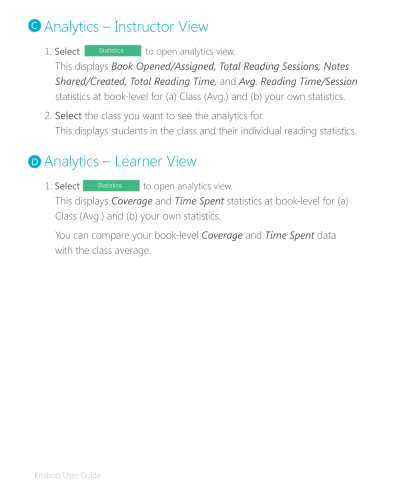 C Analytics – Instructor View
1. Select Statistics to open analytics view.
This displays Book Opened/Assigned, Total Reading Sessions, Notes
Shared/Created, Total Reading Time, and Avg. Reading Time/Session
statistics at book-level for (a) Class (Avg.) and (b) your own statistics.
2. Select the class you want to see the analytics for.
This displays students in the class and their individual reading statistics.
D Analytics – Learner View
1. Select Statistics to open analytics view.
This displays Coverage and Time Spent statistics at book-level for (a)
Class (Avg.) and (b) your own statistics.
You can compare your book-level Coverage and Time Spent data
with the class average.
Kitaboo User Guide